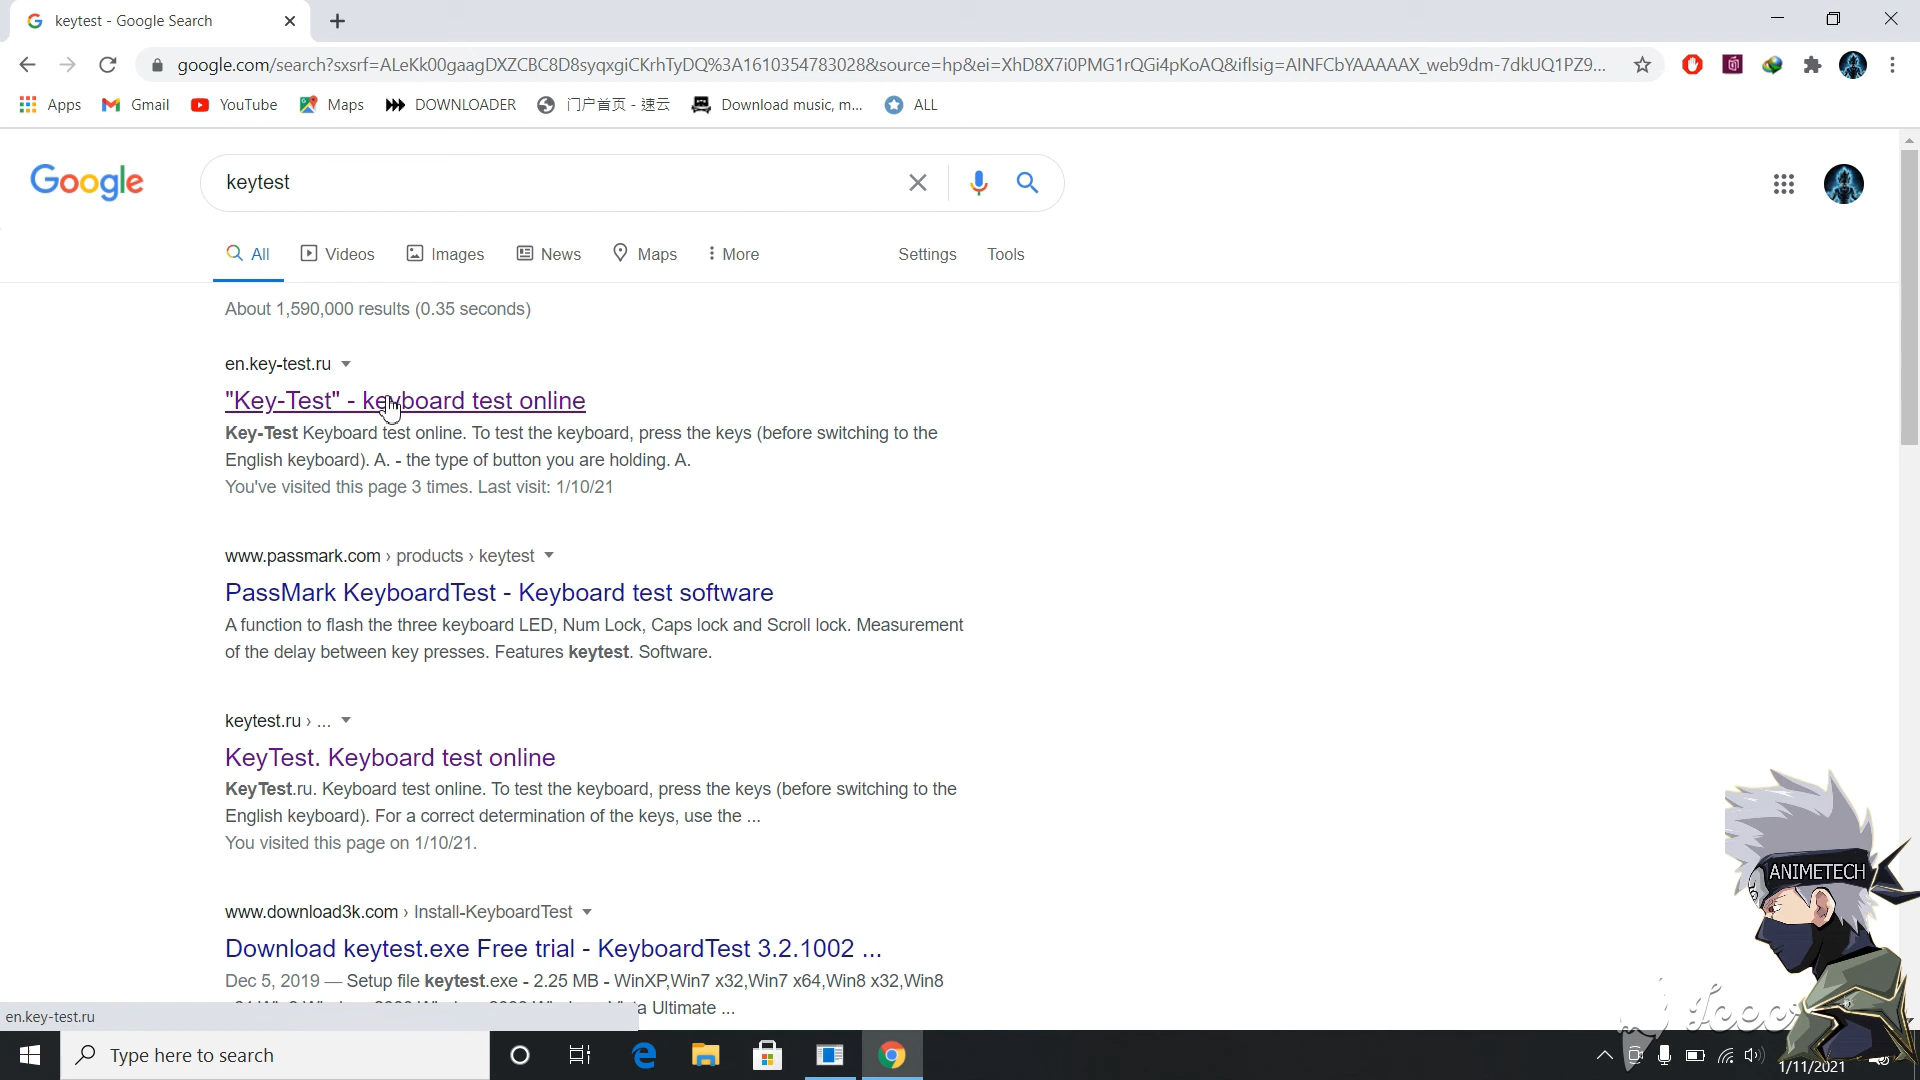 keytest - Google Search
google.com/search?sxsrf=ALeKk00gaagDXZCBC8D8syqxgiCKrhTyDQ%3A1610354783028&source=hp&ei=XhD8X7i0PMG1rQGi4pKoAQ&iflsig=AINFCbYAAAAAX_web9dm-7dkUQ1PZ9...
Apps Gmail YouTube Maps DOWNLOADER 门户首页 - 速云 Download music, m... ALL
Google
keytest
All Videos Images News Maps More Settings Tools
About 1,590,000 results (0.35 seconds)
en.key-test.ru
"Key-Test" - keyboard test online
Key-Test Keyboard test online. To test the keyboard, press the keys (before switching to the
English keyboard). A. - the type of button you are holding. A.
You've visited this page 3 times. Last visit: 1/10/21
www.passmark.com › products › keytest
PassMark KeyboardTest - Keyboard test software
A function to flash the three keyboard LED, Num Lock, Caps lock and Scroll lock. Measurement
of the delay between key presses. Features keytest. Software.
keytest.ru › ...
KeyTest. Keyboard test online
KeyTest.ru. Keyboard test online. To test the keyboard, press the keys (before switching to the
English keyboard). For a correct determination of the keys, use the ...
You visited this page on 1/10/21.
www.download3k.com › Install-KeyboardTest
Download keytest.exe Free trial - KeyboardTest 3.2.1002 ...
Dec 5, 2019 — Setup file keytest.exe - 2.25 MB - WinXP,Win7 x32,Win7 x64,Win8 x32,Win8
Ultimate ...
en.key-test.ru
ANIMETECH
Type here to search
1/11/2021